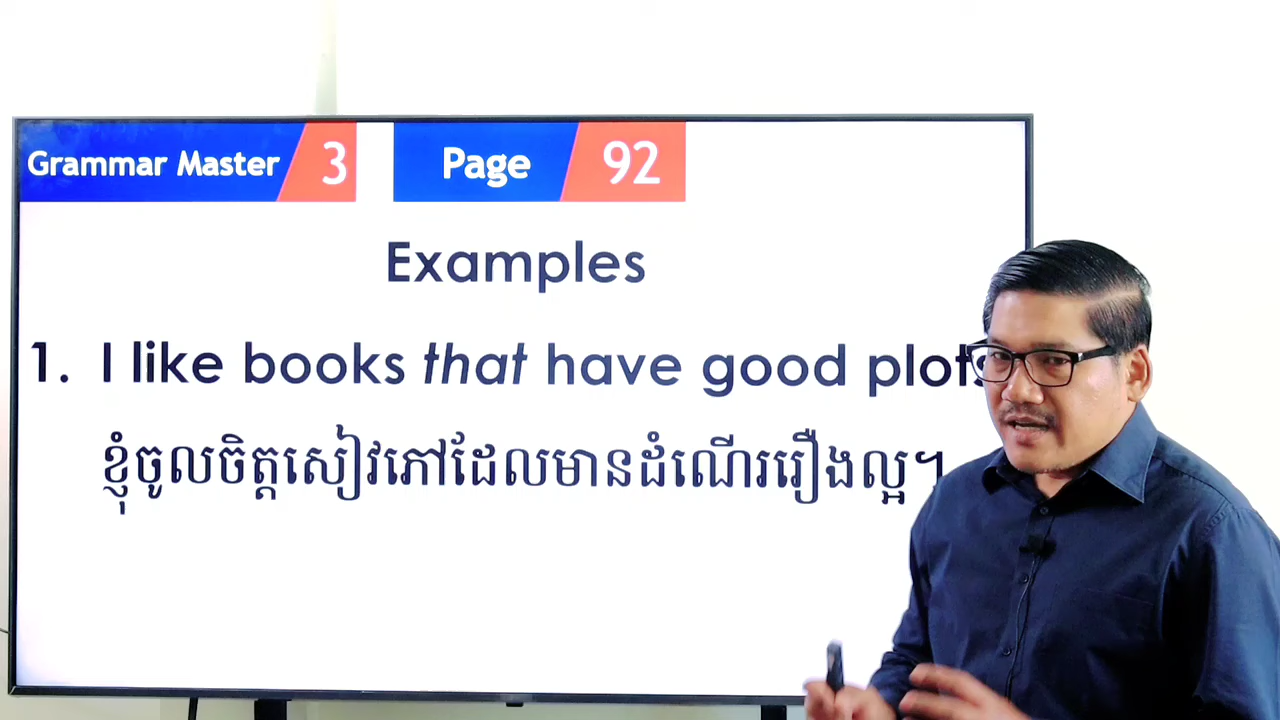 Grammar Master 3
Page 92
Examples
1. I like books that have good plots
ខ្ញុំចូលចិត្តសៀវភៅដែលមានដំណើររឿងល្អ។